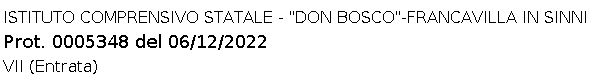 ISTITUTO COMPRENSIVO STATALE - "DON BOSCO"-FRANCAVILLA IN SINNI
Prot. 0005348 del 06/12/2022
VII (Entrata)